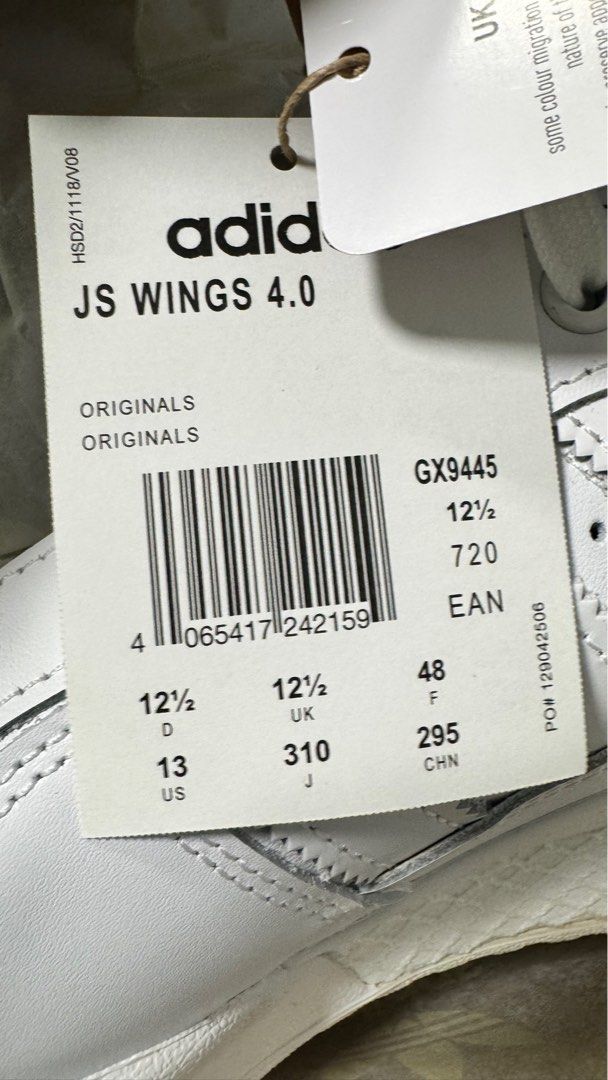 UK
some colour migration
nature of
preserve
HSD2/1118/V08
adid
JS WINGS 4.0
ORIGINALS
ORIGINALS
GX9445
12½
720
EAN
4 065417 242159
12½ D
12½ UK
48 F
13 US
310 J
295 CHN
PO# 129042506